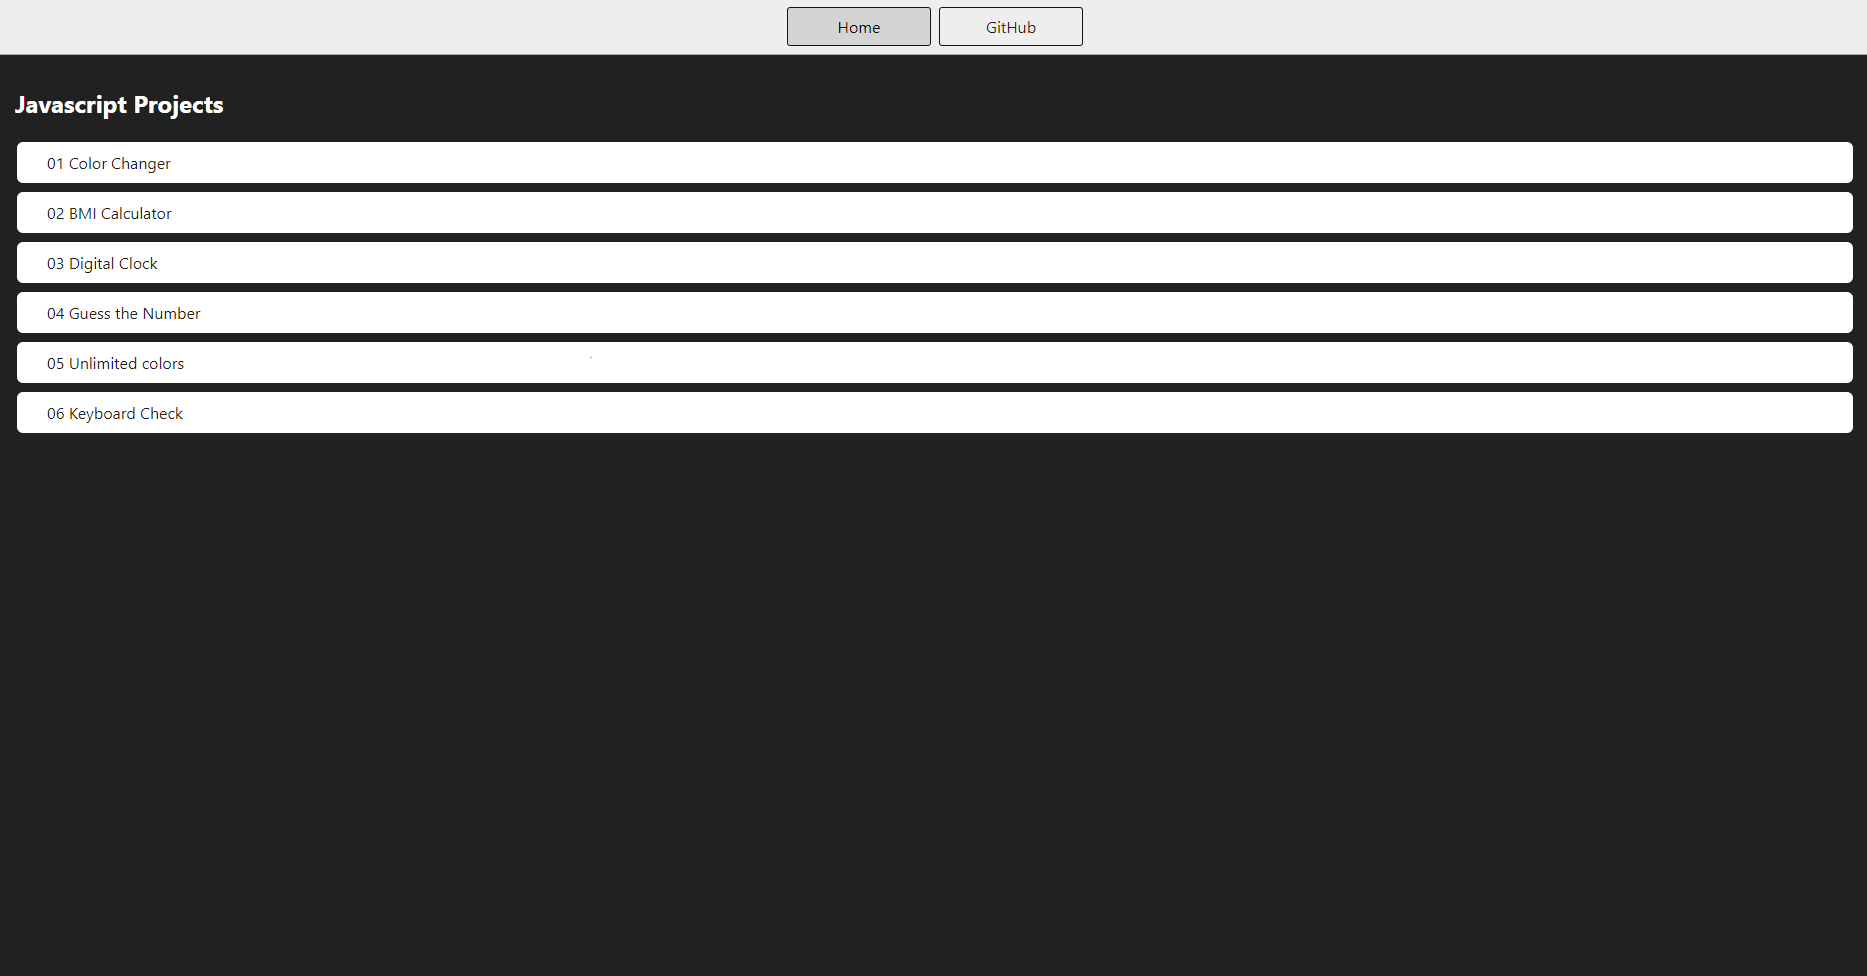 Home GitHub
Javascript Projects
01 Color Changer
02 BMI Calculator
03 Digital Clock
04 Guess the Number
05 Unlimited colors
06 Keyboard Check